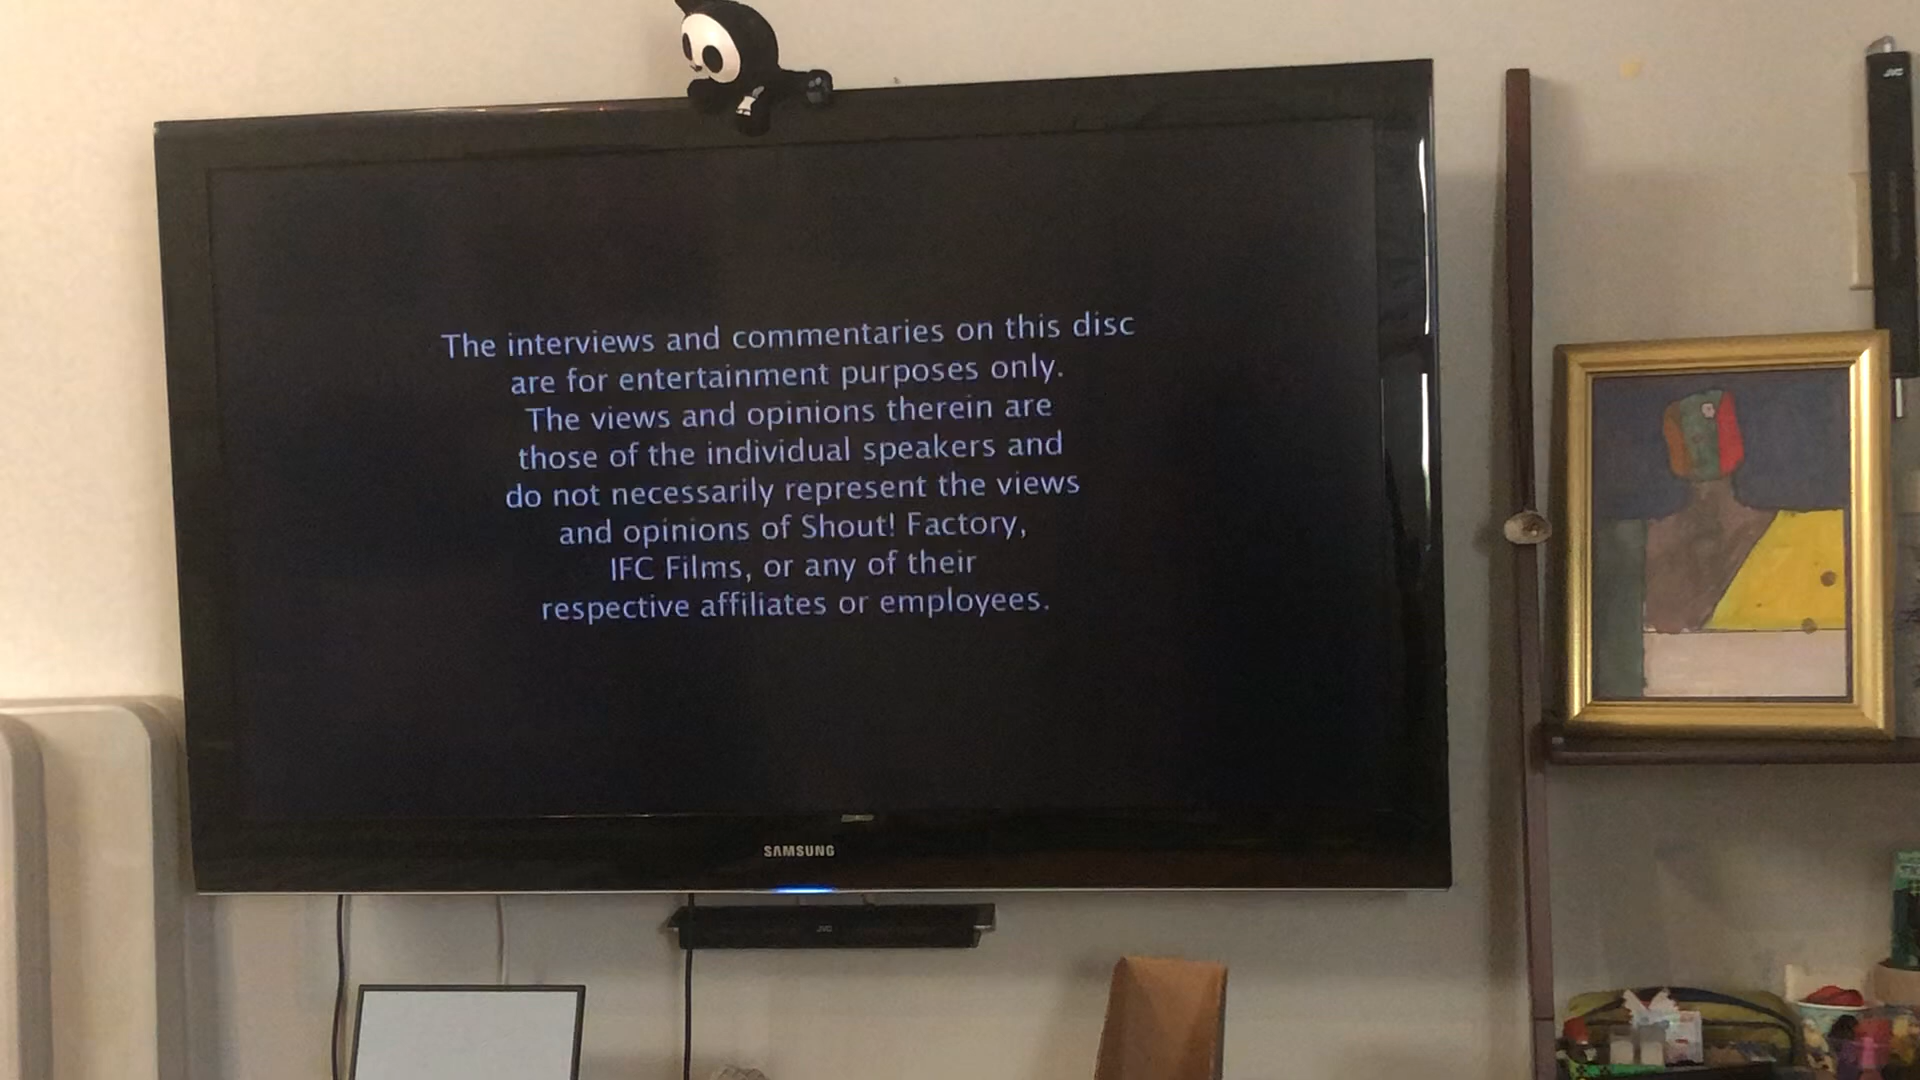 The interviews and commentaries on this disc
are for entertainment purposes only.
The views and opinions therein are
those of the individual speakers and
do not necessarily represent the views
and opinions of Shout! Factory,
IFC Films, or any of their
respective affiliates or employees.
SAMSUNG
JVC
JVC